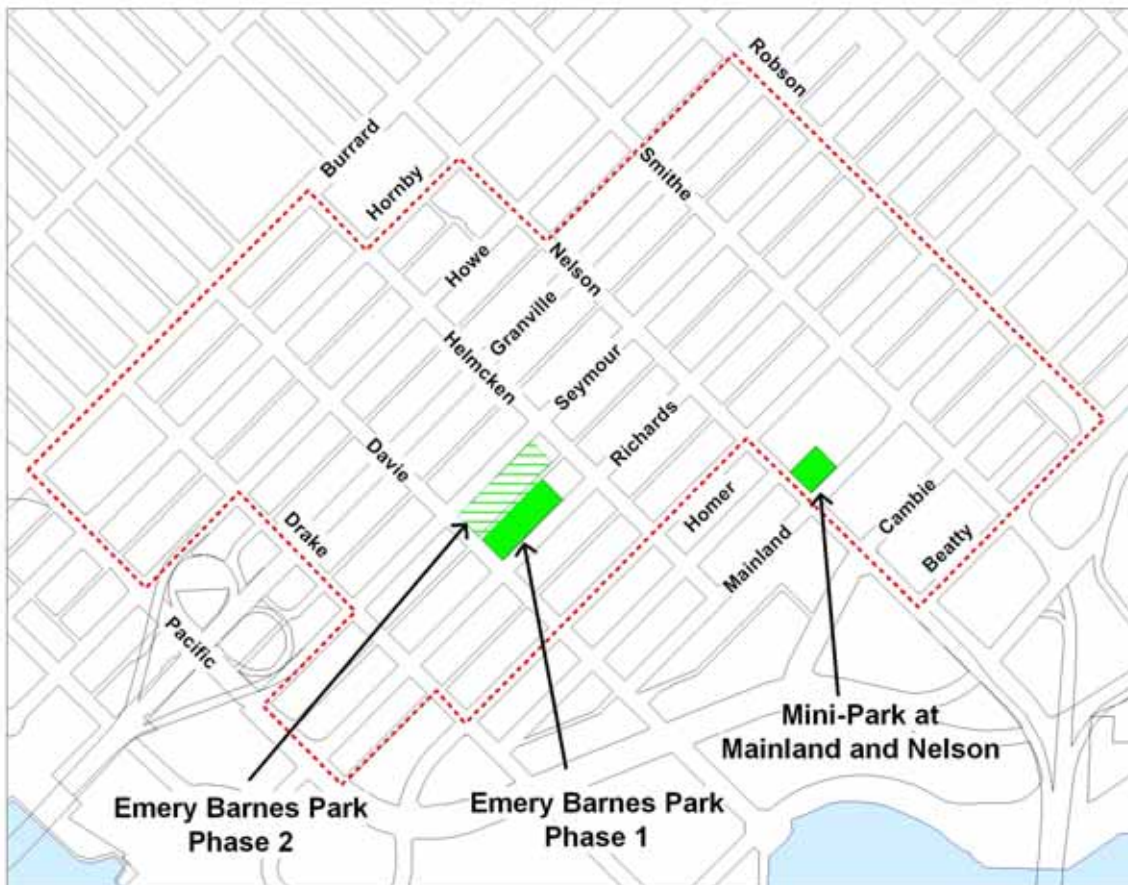 Robson
Burrard
Smithe
Hornby
Howe
Nelson
Granville
Helmcken
Seymour
Richards
Davie
Homer
Cambie
Drake
Mainland
Beatty
Pacific
Mini-Park at
Mainland and Nelson
Emery Barnes Park
Phase 2
Emery Barnes Park
Phase 1